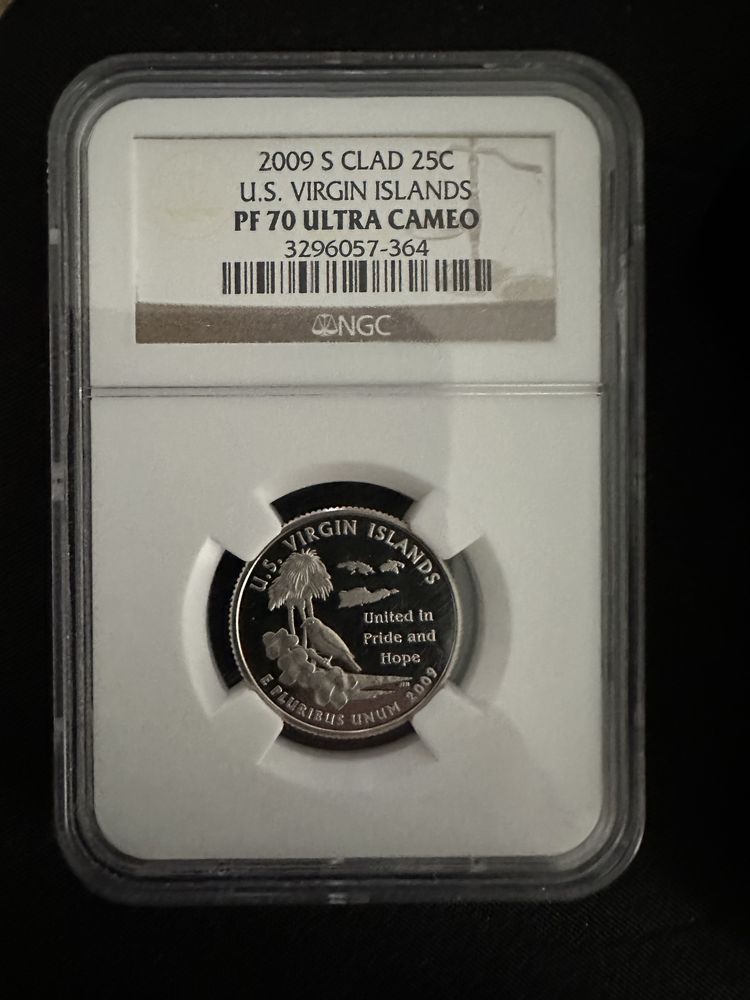 2009 S CLAD 25C
U.S. VIRGIN ISLANDS
PF 70 ULTRA CAMEO
3296057-364
NGC
U.S. VIRGIN ISLANDS
United in
Pride and
Hope
E PLURIBUS UNUM 2009